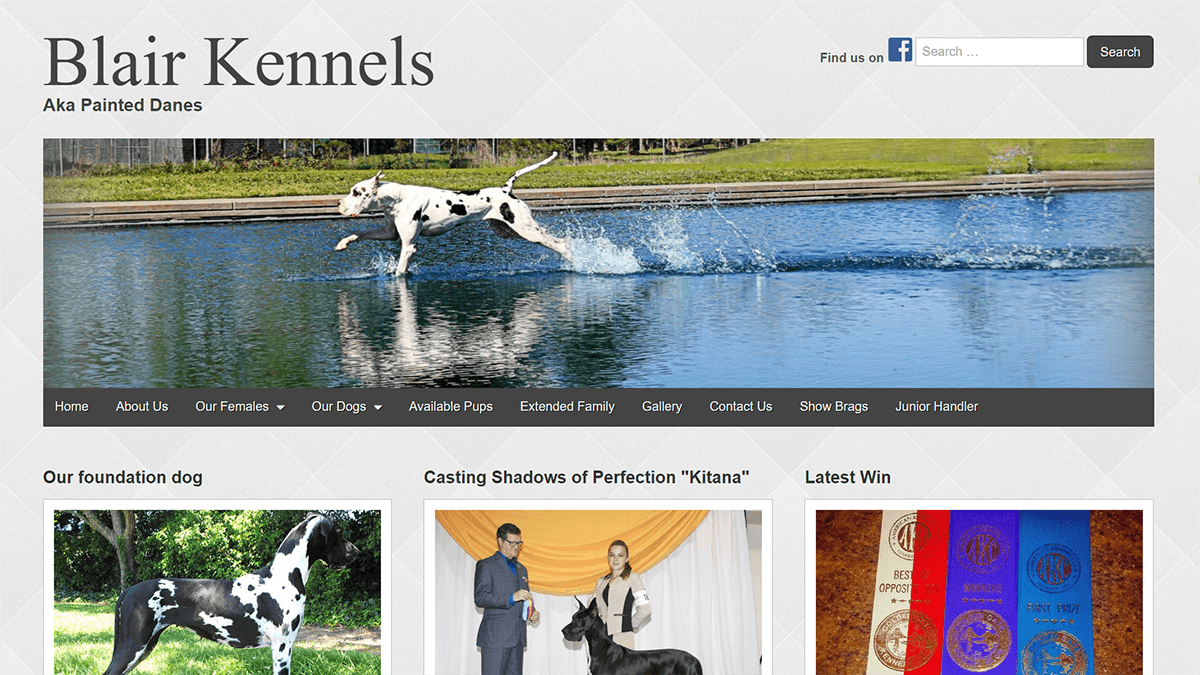 Blair Kennels
Aka Painted Danes
Find us on
f
Search …
Search
Home
About Us
Our Females
Our Dogs
Available Pups
Extended Family
Gallery
Contact Us
Show Brags
Junior Handler
Our foundation dog
Casting Shadows of Perfection "Kitana"
Latest Win
AKC
BEST OF
OPPOSITE
AKC
WINNERS
AKC
FIRST PRIZE